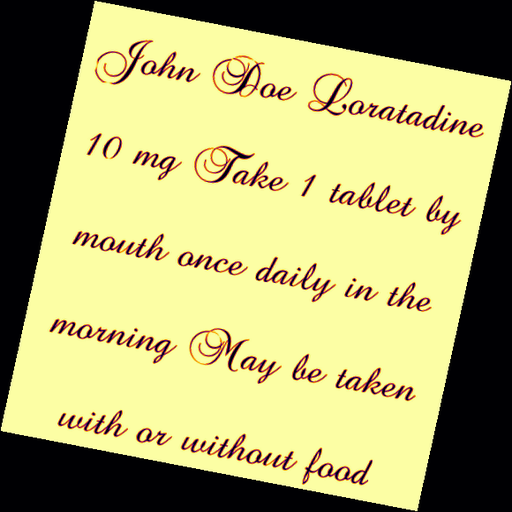 John Doe Loratadine
10 mg Take 1 tablet by
mouth once daily in the
morning May be taken
with or without food